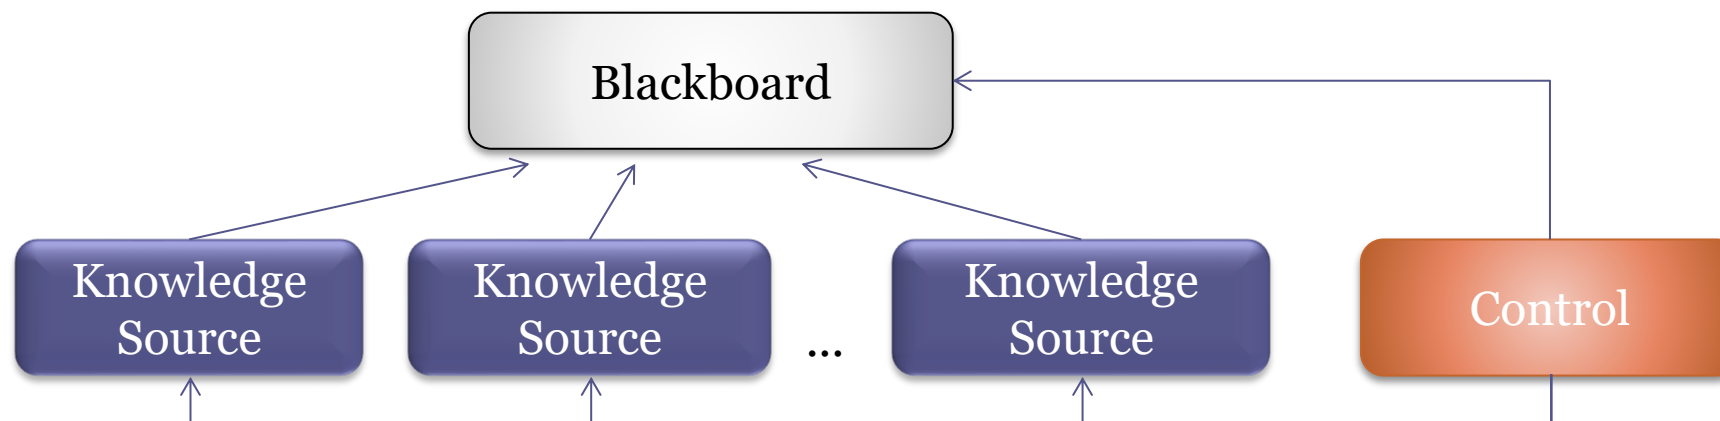 Blackboard
Knowledge
Source
Knowledge
Source
...
Knowledge
Source
Control